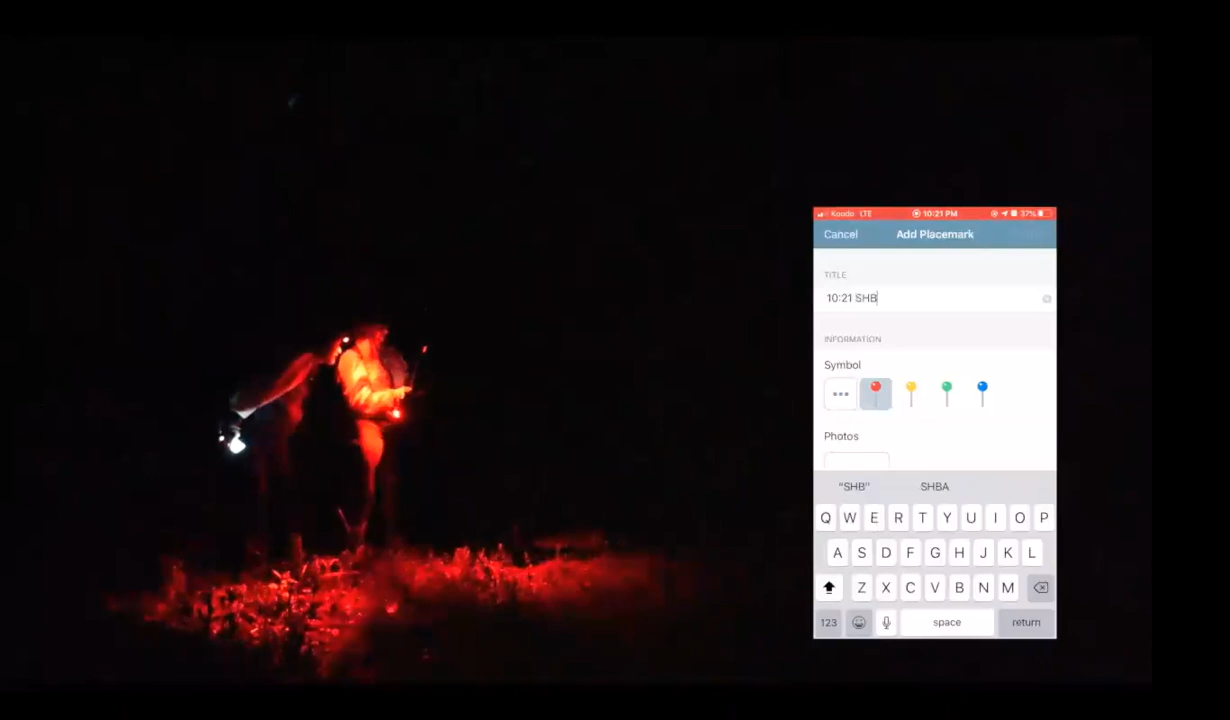 Koodo LTE 10:21 PM 37%
Cancel Add Placemark
TITLE
10:21 SHB
INFORMATION
Symbol
Photos
"SHB" SHBA
Q W E R T Y U I O P
A S D F G H J K L
Z X C V B N M
123 space return